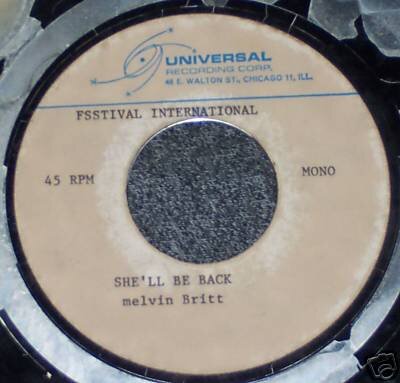 UNIVERSAL
RECORDING CORP.
46 E. WALTON ST., CHICAGO 11, ILL.
FSSTIVAL INTERNATIONAL
45 RPM
MONO
SHE'LL BE BACK
melvin Britt